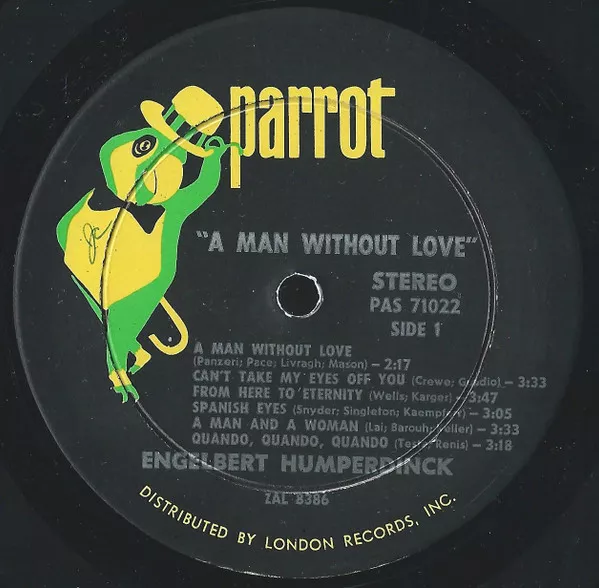 parrot
"A MAN WITHOUT LOVE"
STEREO
PAS 71022
SIDE 1
A MAN WITHOUT LOVE
(Panzeri; Pace; Livragh; Mason) – 2:17
CAN'T TAKE MY EYES OFF YOU (Crewe; Gaudio) – 3:33
FROM HERE TO ETERNITY (Wells; Karger) – 3:47
SPANISH EYES (Snyder; Singleton; Kaempfert) – 3:05
A MAN AND A WOMAN (Lai; Barouh; Keller) – 3:33
QUANDO, QUANDO, QUANDO (Testa; Renis) – 3:18
ENGELBERT HUMPERDINCK
ZAL 8386
DISTRIBUTED BY LONDON RECORDS, INC.